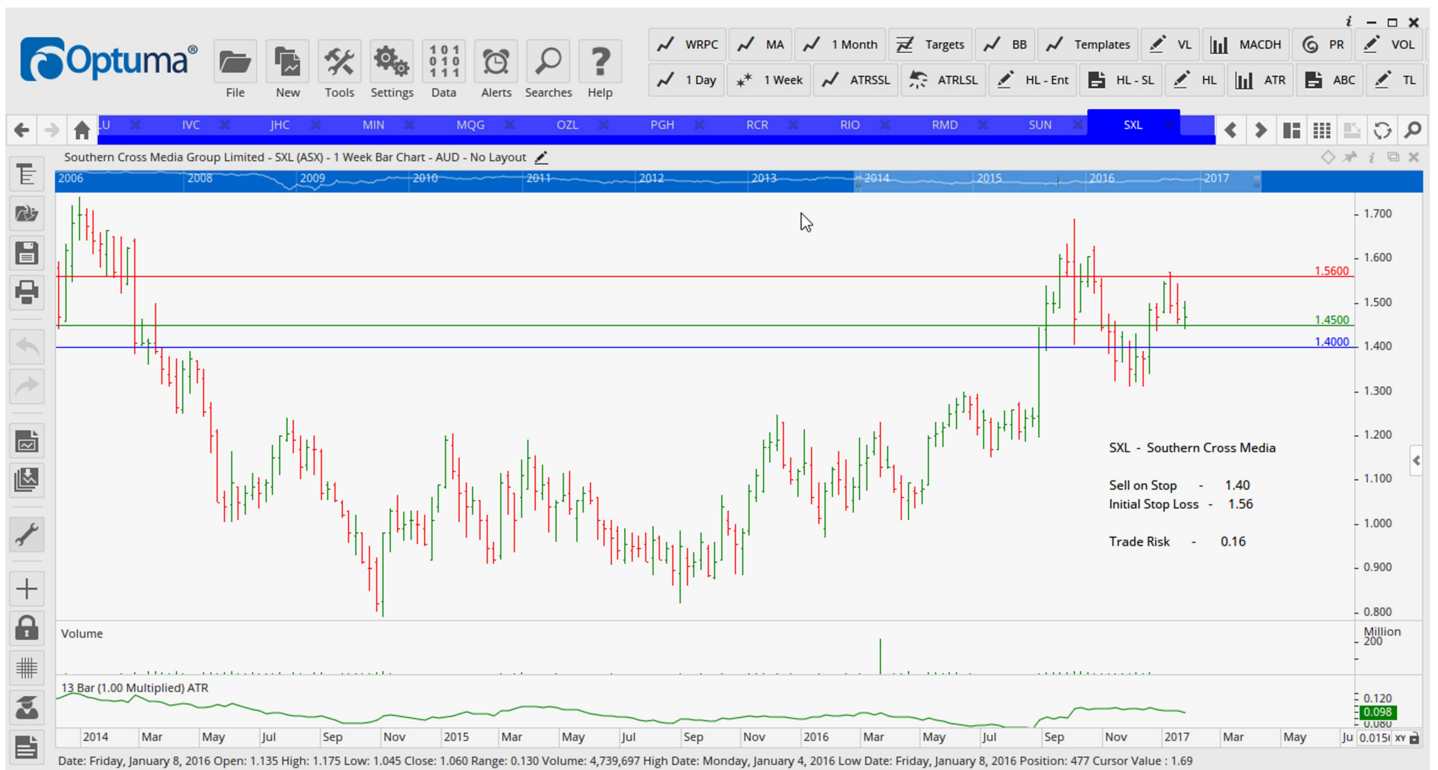 Optuma®
File
New
Tools
Settings
Data
Alerts
Searches
Help
WRPC
MA
1 Month
Targets
BB
Templates
VL
MACDH
PR
VOL
1 Day
1 Week
ATRSSL
ATRLSL
HL - Ent
HL - SL
HL
ATR
ABC
TL
LU
IVC
JHC
MIN
MQG
OZL
PGH
RCR
RIO
RMD
SUN
SXL
Southern Cross Media Group Limited - SXL (ASX) - 1 Week Bar Chart - AUD - No Layout
2006
2008
2009
2010
2011
2012
2013
2014
2015
2016
2017
1.700
1.600
1.5600
1.500
1.4500
1.4000
1.400
1.300
1.200
SXL - Southern Cross Media
1.100
Sell on Stop - 1.40
Initial Stop Loss - 1.56
1.000
Trade Risk - 0.16
0.900
0.800
Volume
Million
200
13 Bar (1.00 Multiplied) ATR
0.120
0.098
0.080
2014
Mar
May
Jul
Sep
Nov
2015
Mar
May
Jul
Sep
Nov
2016
Mar
May
Jul
Sep
Nov
2017
Mar
May
Ju
XY
Date: Friday, January 8, 2016 Open: 1.135 High: 1.175 Low: 1.045 Close: 1.060 Range: 0.130 Volume: 4,739,697 High Date: Monday, January 4, 2016 Low Date: Friday, January 8, 2016 Position: 477 Cursor Value : 1.69